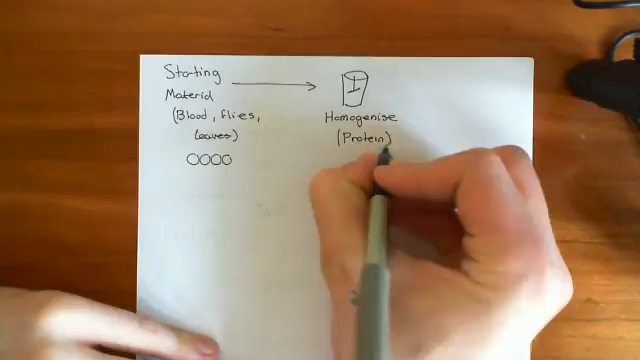 Starting
Material
(Blood, flies,
leaves)
Homogenise
(Protein)